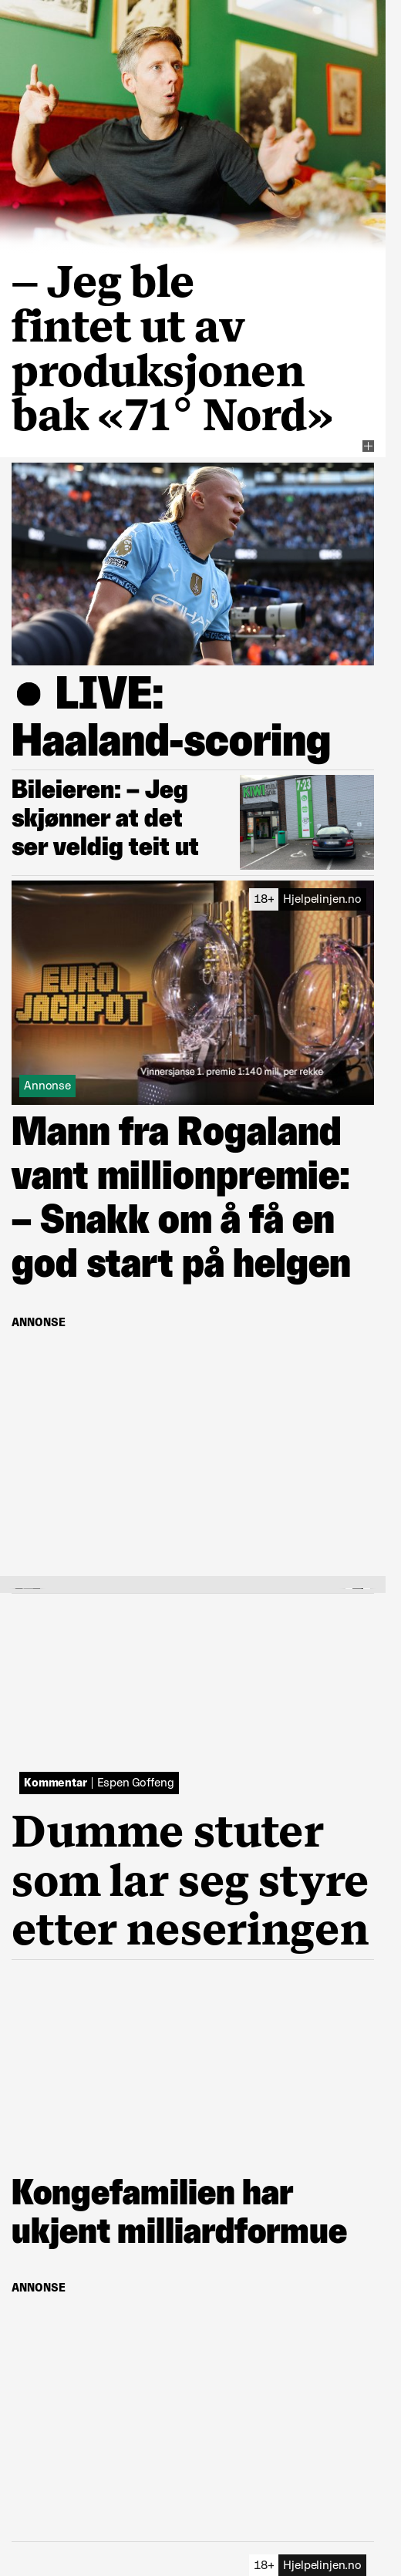 – Jeg ble
fintet ut av
produksjonen
bak «71° Nord»
● LIVE:
Haaland-scoring
Bileieren: – Jeg
skjønner at det
ser veldig teit ut
KIWI
7-23
18+ Hjelpelinjen.no
EURO
JACKPOT
Vinnersjanse 1. premie 1:140 mill. per rekke
Annonse
Mann fra Rogaland
vant millionpremie:
– Snakk om å få en
god start på helgen
ANNONSE
Kommentar | Espen Goffeng
Dumme stuter
som lar seg styre
etter neseringen
Kongefamilien har
ukjent milliardformue
ANNONSE
18+ Hjelpelinjen.no